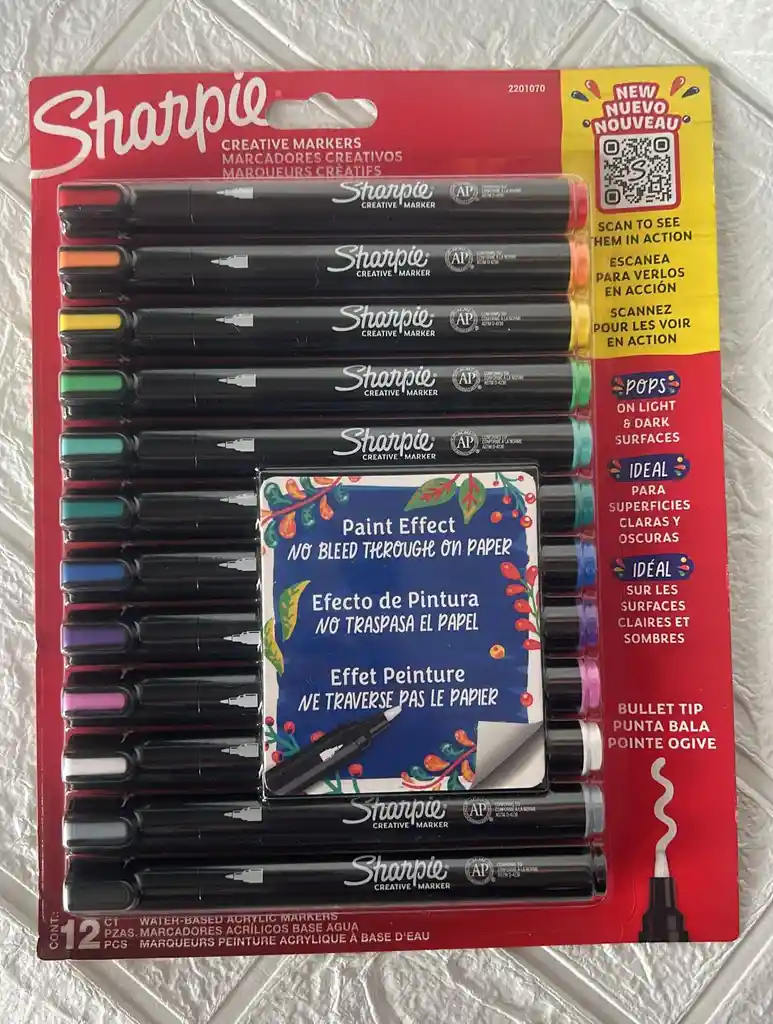 Sharpie
CREATIVE MARKERS
MARCADORES CREATIVOS
MARQUEURS CRÉATIFS
2201070
NEW
NUEVO
NOUVEAU
SCAN TO SEE
THEM IN ACTION
ESCANEA
PARA VERLOS
EN ACCIÓN
SCANNEZ
POUR LES VOIR
EN ACTION
POPS
ON LIGHT
& DARK
SURFACES
IDEAL
PARA
SUPERFICIES
CLARAS Y
OSCURAS
IDÉAL
SUR LES
SURFACES
CLAIRES ET
SOMBRES
BULLET TIP
PUNTA BALA
POINTE OGIVE
Sharpie
CREATIVE MARKER
AP
Sharpie
CREATIVE MARKER
AP
Sharpie
CREATIVE MARKER
AP
Sharpie
CREATIVE MARKER
AP
Sharpie
CREATIVE MARKER
AP
Paint Effect
NO BLEED THROUGH ON PAPER
Efecto de Pintura
NO TRASPASA EL PAPEL
Effet Peinture
NE TRAVERSE PAS LE PAPIER
Sharpie
CREATIVE MARKER
AP
Sharpie
CREATIVE MARKER
AP
CONT.: 12
CT WATER-BASED ACRYLIC MARKERS
PZAS. MARCADORES ACRÍLICOS BASE AGUA
PCS MARQUEURS PEINTURE ACRYLIQUE À BASE D'EAU